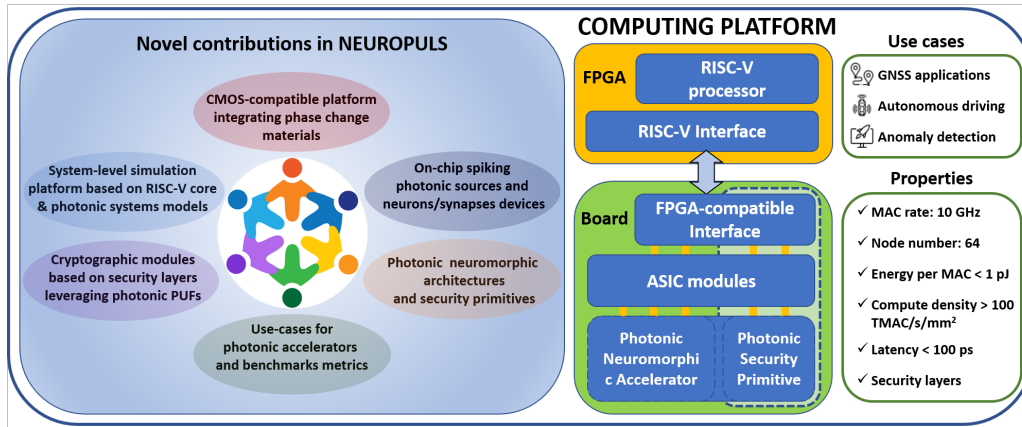 Novel contributions in NEUROPULS
CMOS-compatible platform
integrating phase change
materials
System-level simulation
platform based on RISC-V core
& photonic systems models
On-chip spiking
photonic sources and
neurons/synapses devices
Cryptographic modules
based on security layers
leveraging photonic PUFs
Photonic neuromorphic
architectures
and security primitives
Use-cases for
photonic accelerators
and benchmarks metrics
COMPUTING PLATFORM
FPGA
RISC-V
processor
RISC-V Interface
Board
FPGA-compatible
Interface
ASIC modules
Photonic
Neuromorphi
c Accelerator
Photonic
Security
Primitive
Use cases
GNSS applications
Autonomous driving
Anomaly detection
Properties
✓ MAC rate: 10 GHz
✓ Node number: 64
✓ Energy per MAC < 1 pJ
✓ Compute density > 100
TMAC/s/mm²
✓ Latency < 100 ps
✓ Security layers